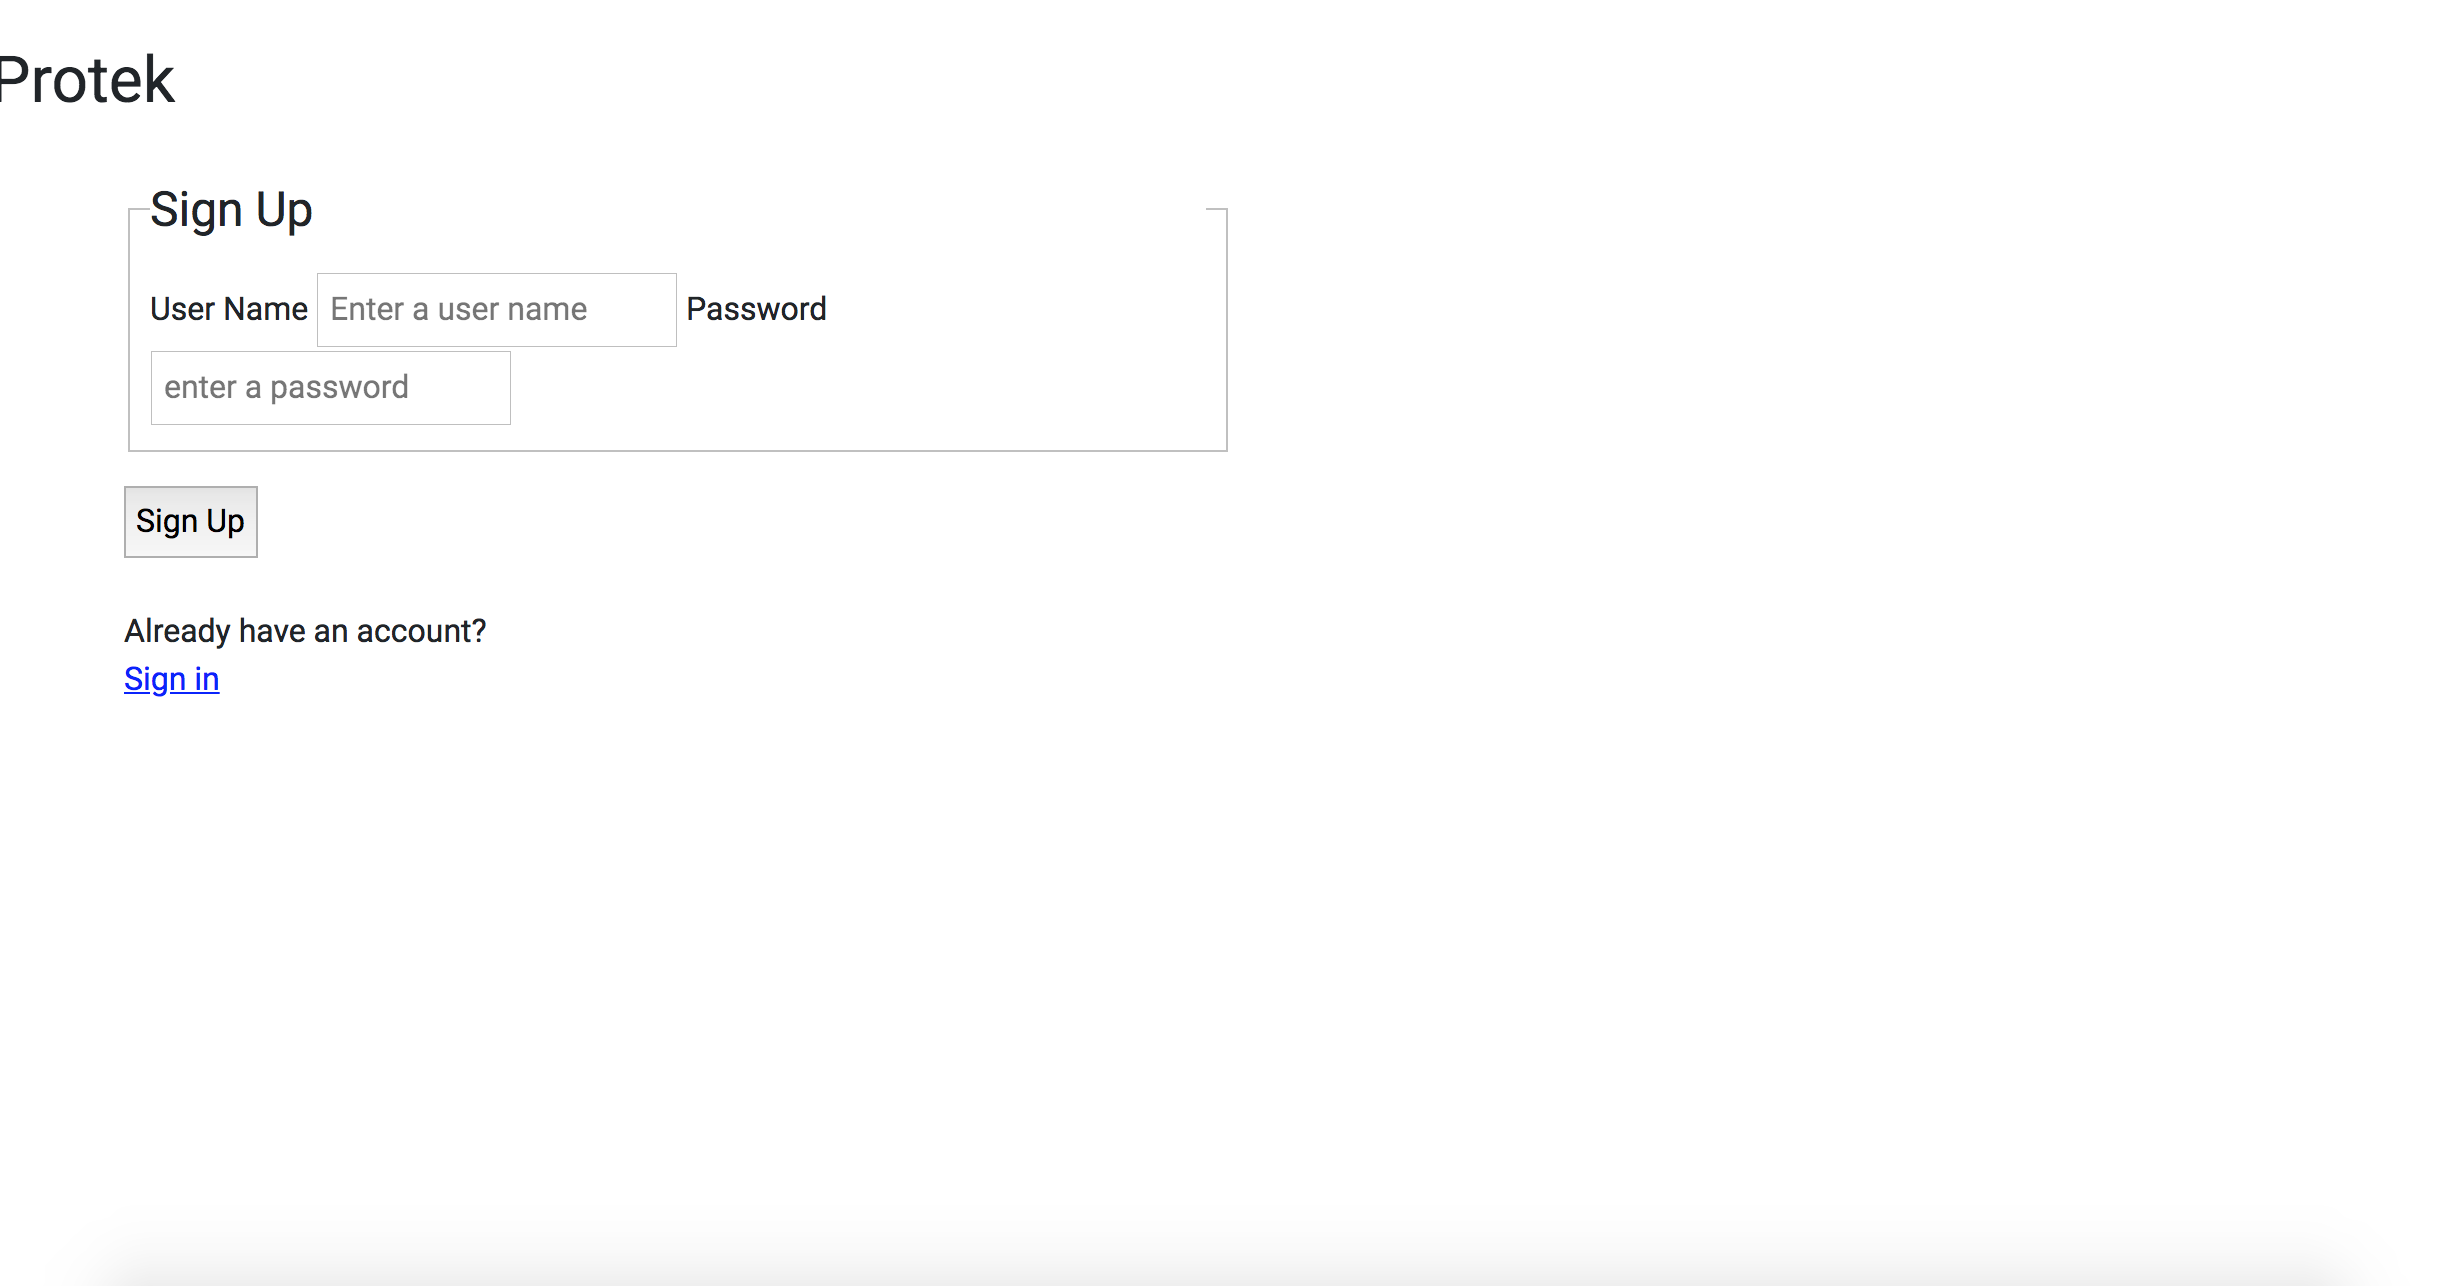 Protek
Sign Up
User Name Enter a user name Password
enter a password
Sign Up
Already have an account?
Sign in